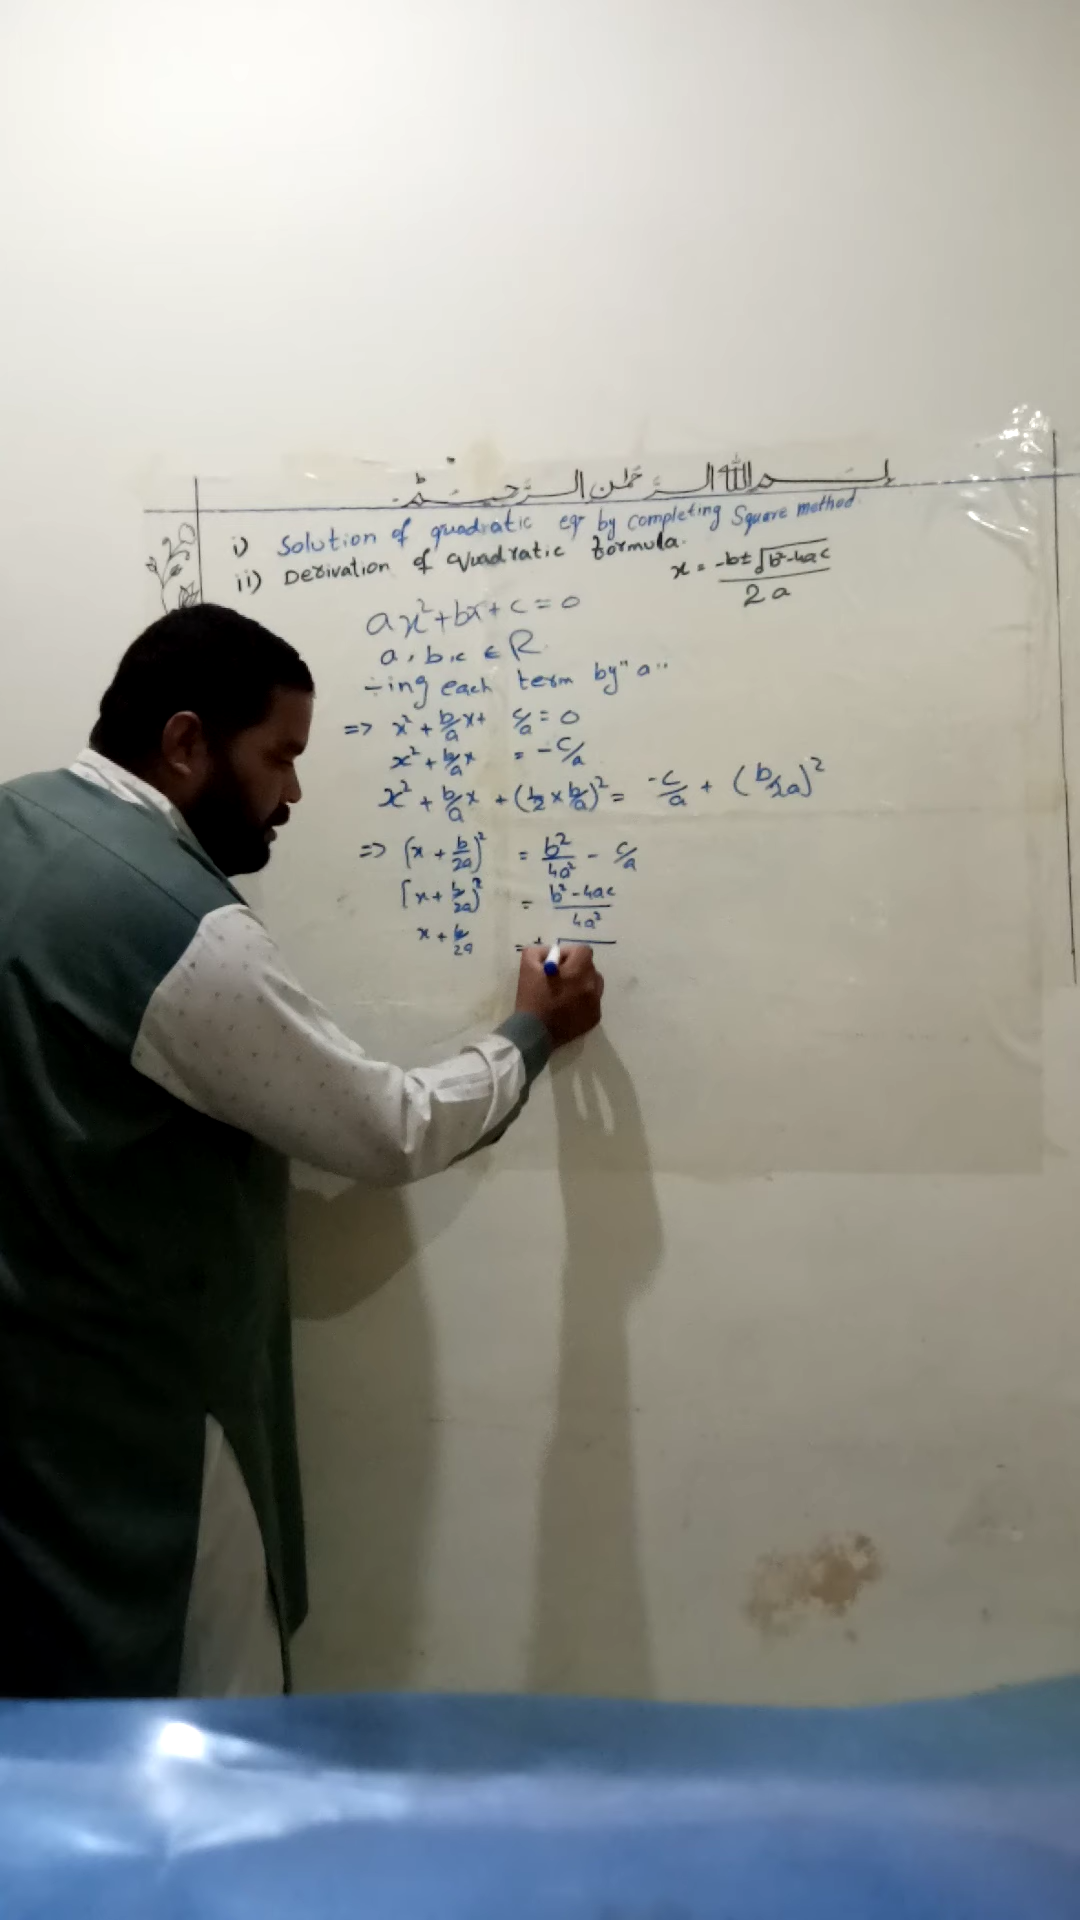 بسم الله الرحمن الرحيم
i) Solution of quadratic eqr by completing Square method.
ii) Derivation of Quadratic formula. x = -b±√b²-4ac / 2a
ax²+bx+c=0
a,b,c ∈ R.
÷ing each term by "a"
=> x²+b/a x+ c/a = 0
x²+b/a x = -c/a
x²+b/a x +(1/2×b/a)²= -c/a + (b/2a)²
=> (x+b/2a)² = b²/4a² - c/a
[x+b/2a]² = b²-4ac / 4a²
x+b/2a =±√